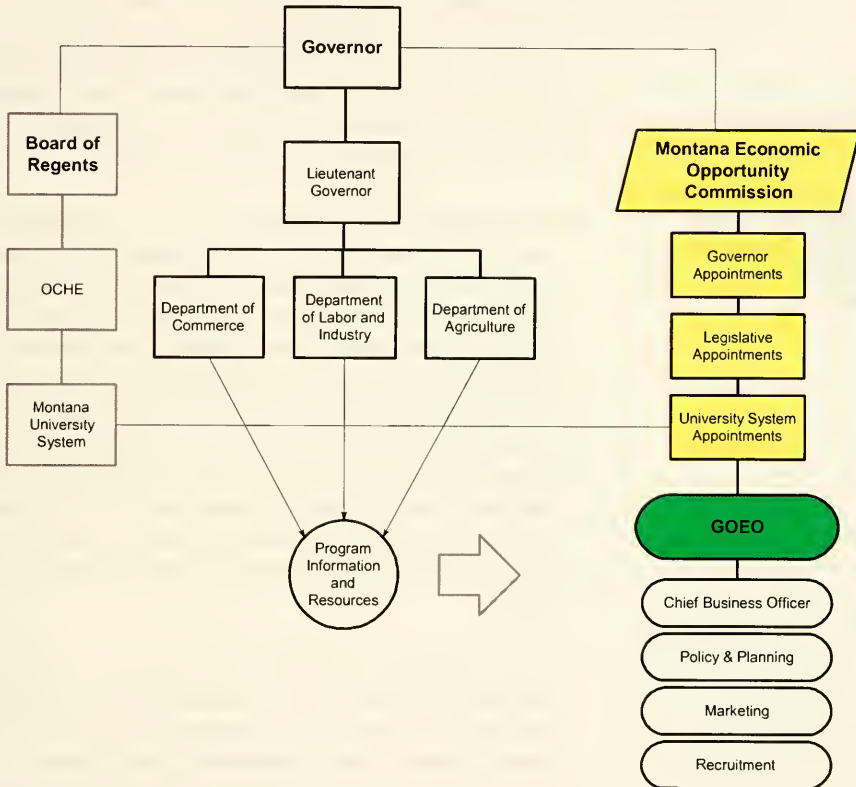 Governor
Board of
Regents
Lieutenant
Governor
Montana Economic
Opportunity
Commission
OCHE
Department of
Commerce
Department
of Labor and
Industry
Department of
Agriculture
Governor
Appointments
Legislative
Appointments
Montana
University
System
University System
Appointments
Program
Information
and
Resources
GOEO
Chief Business Officer
Policy & Planning
Marketing
Recruitment